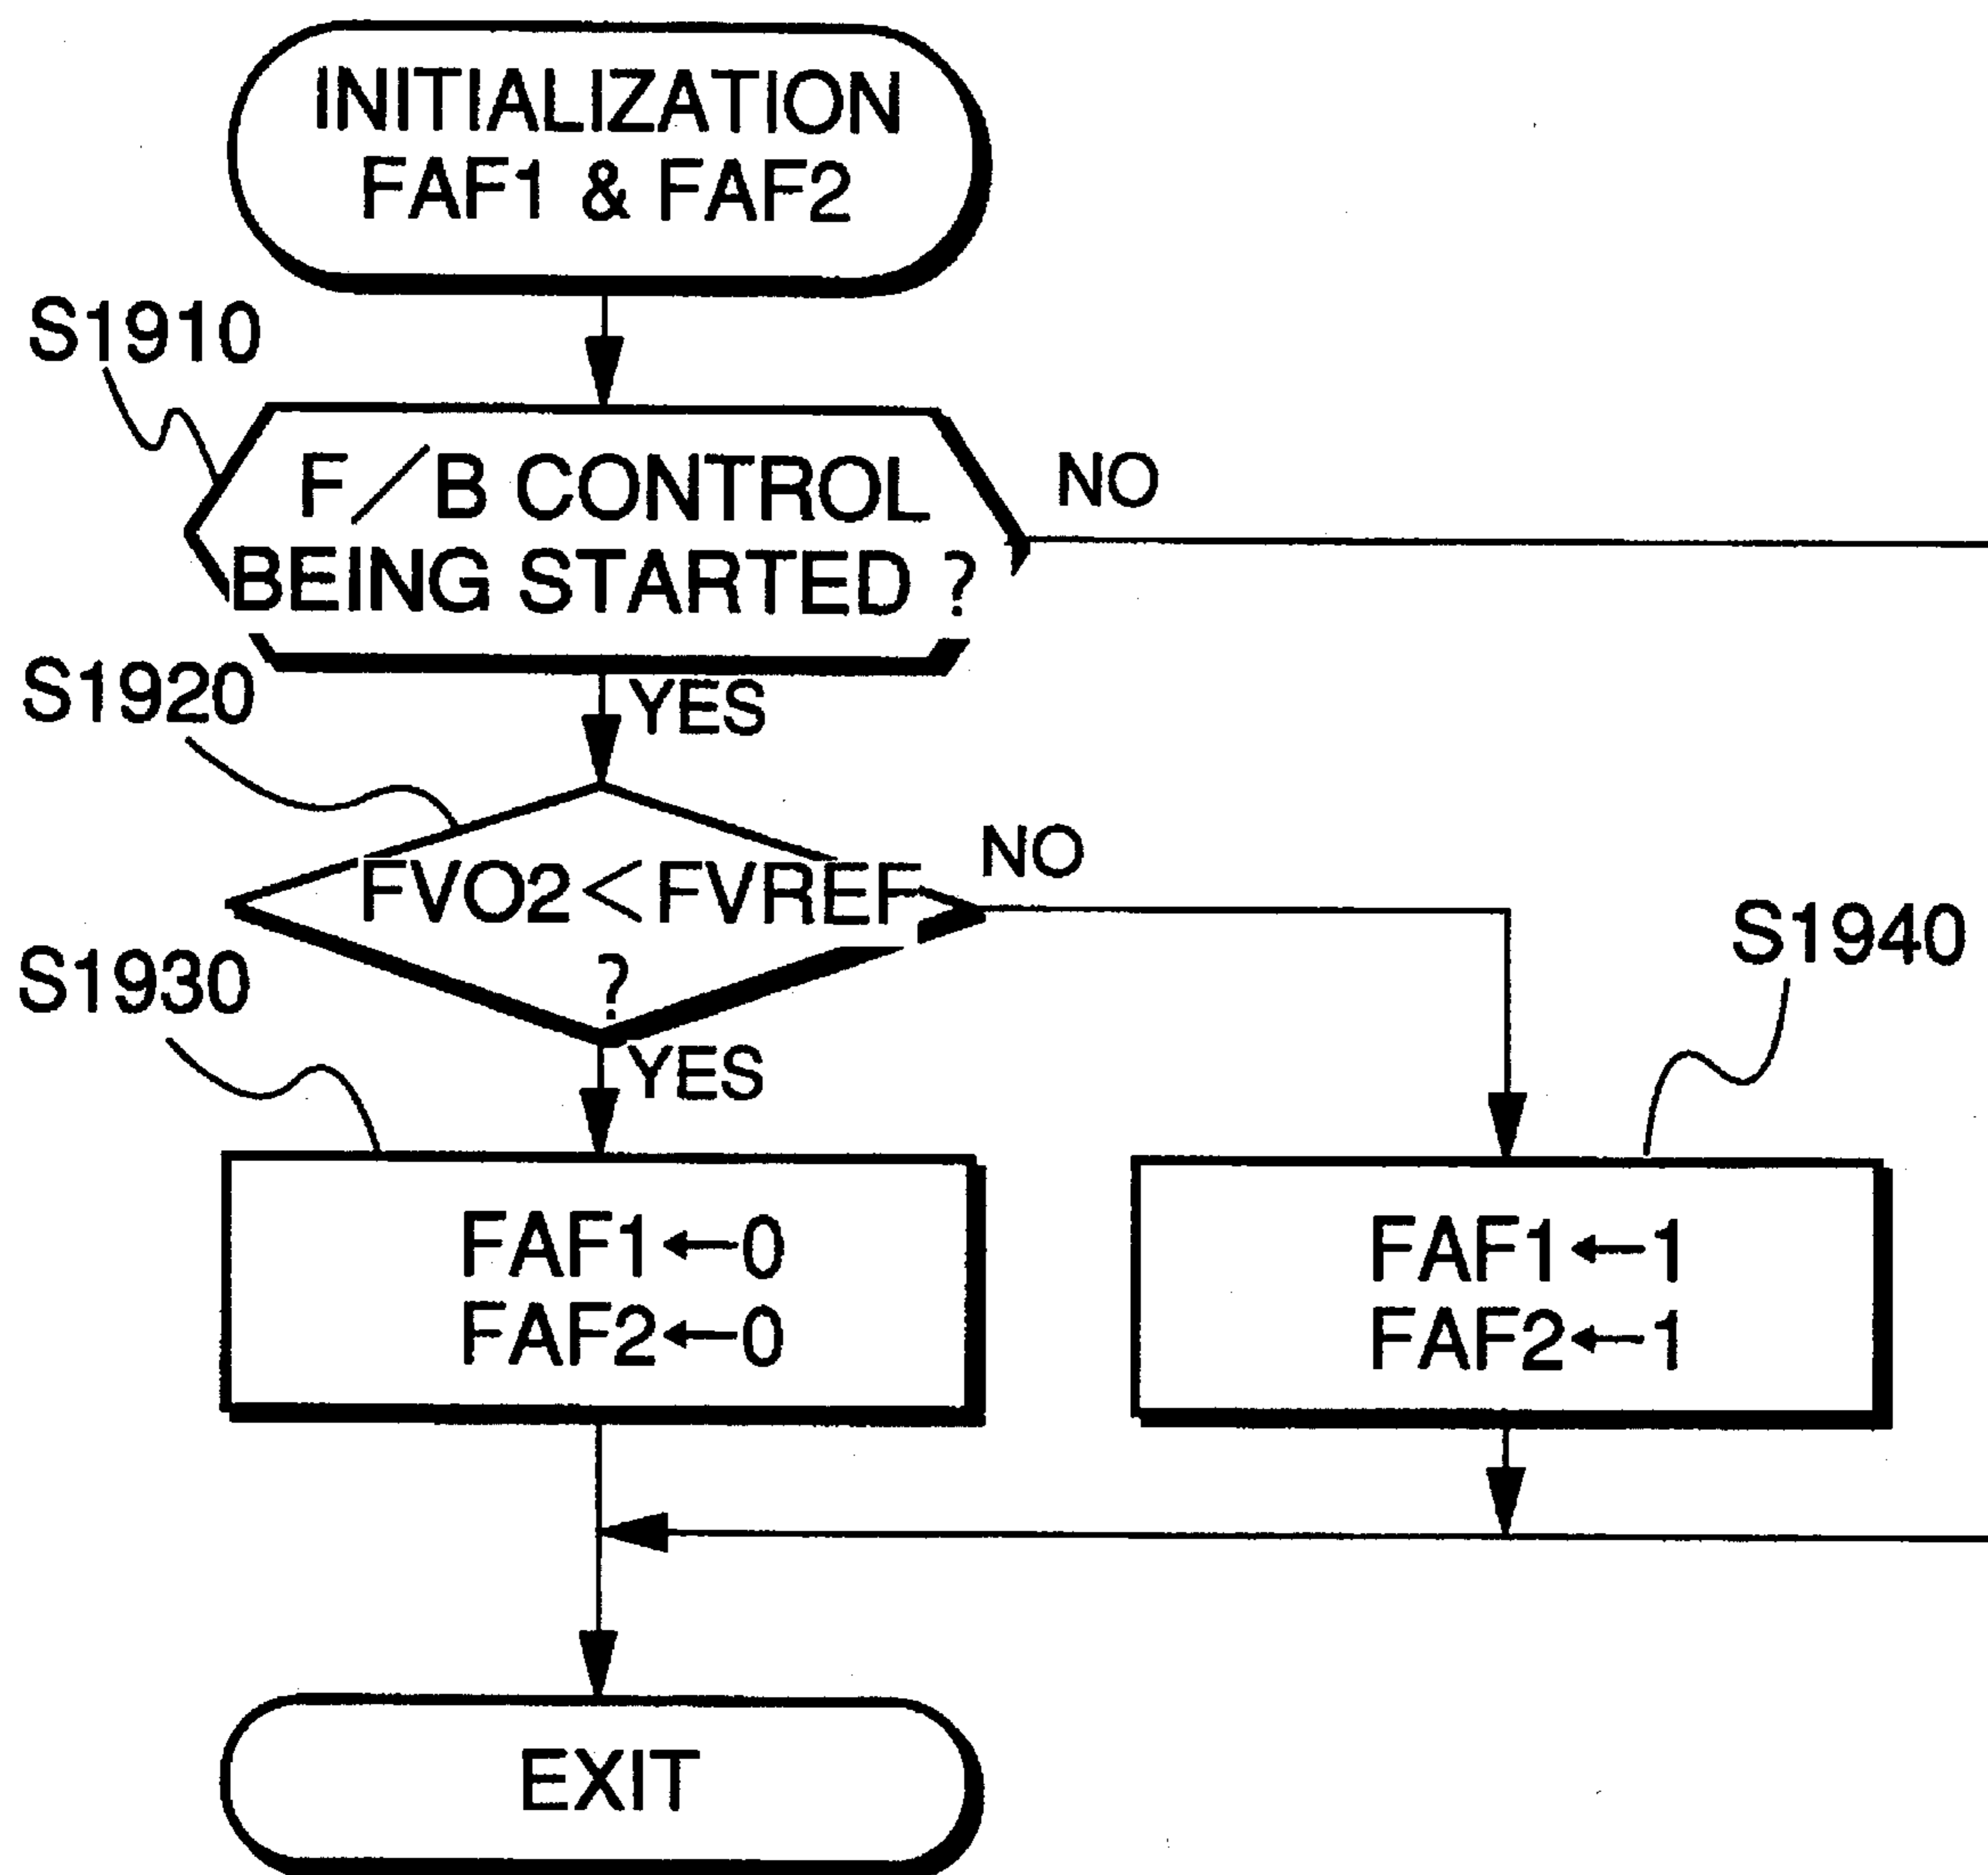 INITIALIZATION
FAF1 & FAF2
S1910
F/B CONTROL
BEING STARTED ?
NO
S1920
YES
FVO2<FVREF
?
NO
S1930
S1940
YES
FAF1←0
FAF2←0
FAF1←1
FAF2←1
EXIT